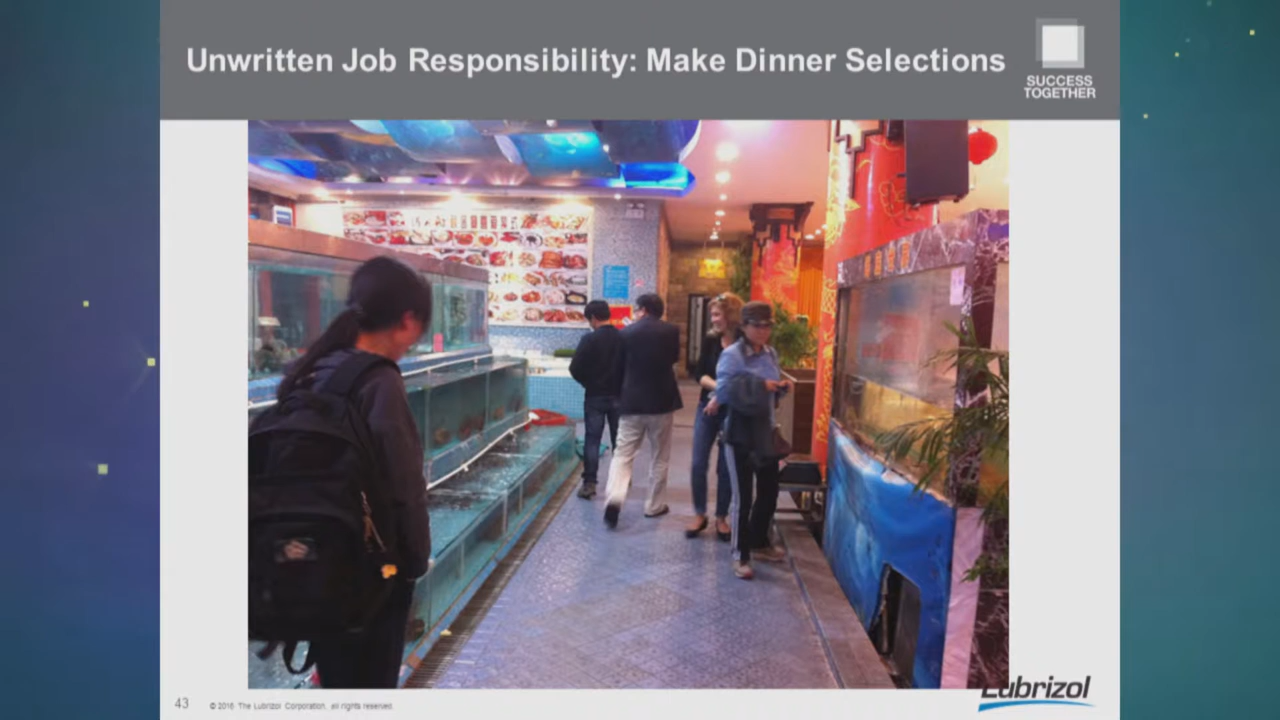 Unwritten Job Responsibility: Make Dinner Selections
SUCCESS
TOGETHER
43
© 2016 The Lubrizol Corporation, all rights reserved.
Lubrizol